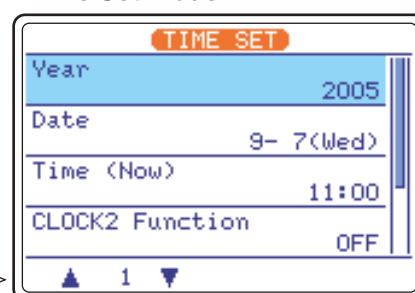 TIME SET
Year
2005
Date
9- 7(Wed)
Time (Now)
11:00
CLOCK2 Function
OFF
▲ 1 ▼